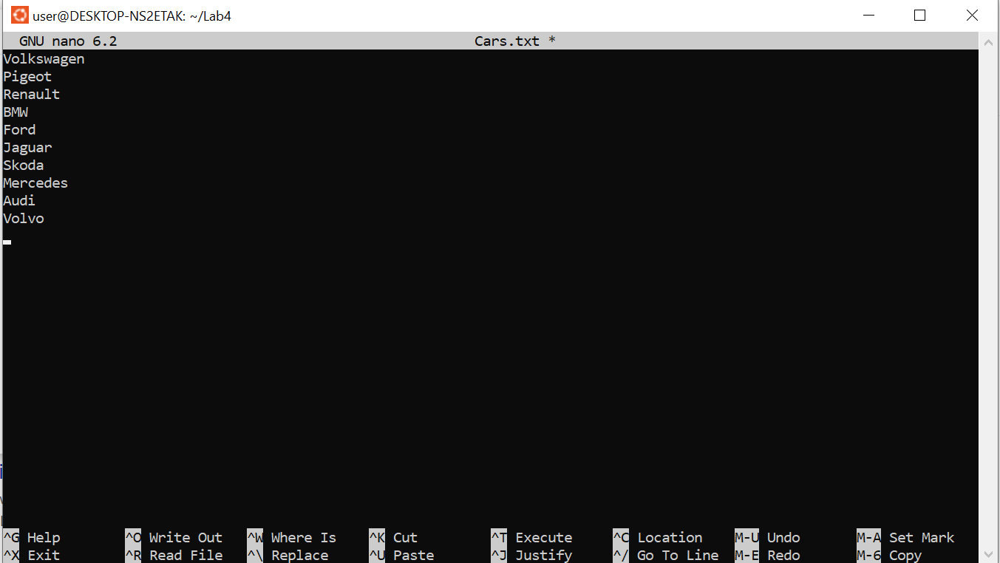 user@DESKTOP-NS2ETAK: ~/Lab4
GNU nano 6.2 Cars.txt *
Volkswagen
Pigeot
Renault
BMW
Ford
Jaguar
Skoda
Mercedes
Audi
Volvo
^G Help ^O Write Out ^W Where Is ^K Cut ^T Execute ^C Location M-U Undo M-A Set Mark
^X Exit ^R Read File ^\ Replace ^U Paste ^J Justify ^/ Go To Line M-E Redo M-6 Copy